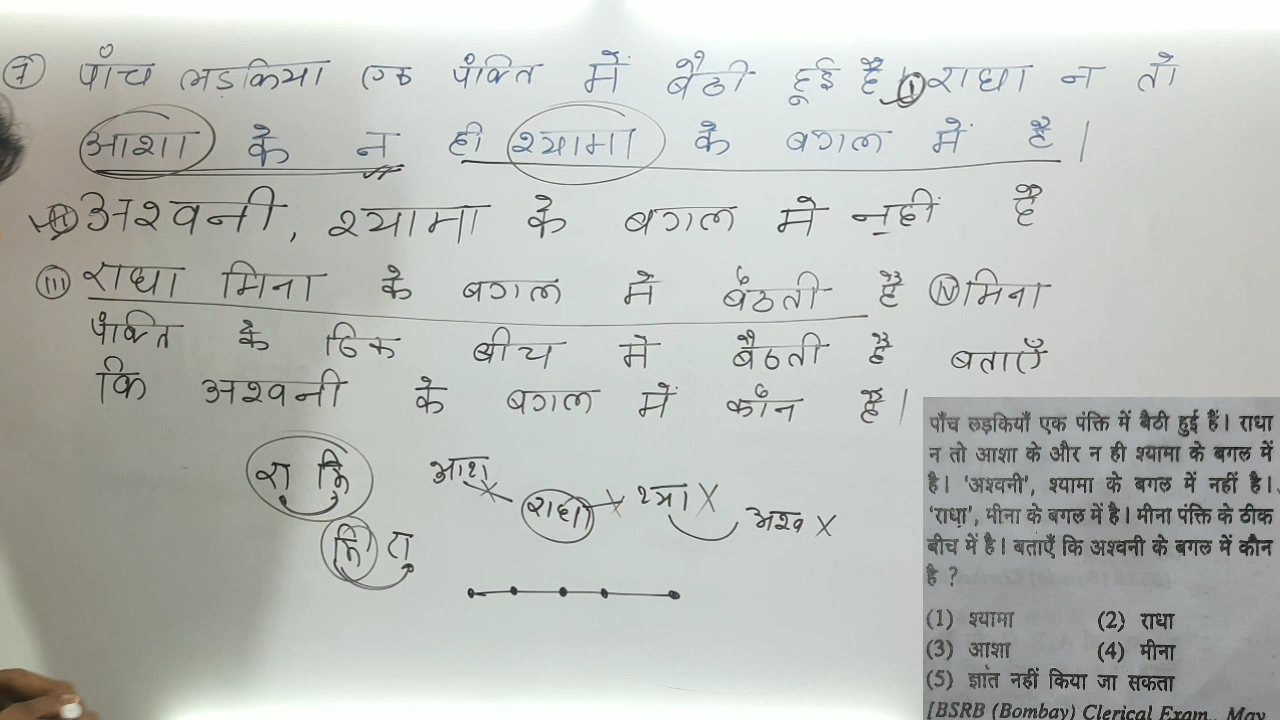 7 पाँच लड़किया एक पंक्ति में बैठी हुई है। I राधा न तो
आशा के न ही श्यामा के बगल में है।
II अश्वनी, श्यामा के बगल मे नहीं है
III राधा मिना के बगल में बैठती है IV मिना
पंक्ति के ठिक बीच में बैठती है बताएँ
कि अश्वनी के बगल में कौन है।
रा मि
मि रा
आशा
राधा
श्या
अश्व
पाँच लड़कियाँ एक पंक्ति में बैठी हुई हैं। राधा
न तो आशा के और न ही श्यामा के बगल में
है। 'अश्वनी', श्यामा के बगल में नहीं है।
'राधा', मीना के बगल में है। मीना पंक्ति के ठीक
बीच में है। बताएँ कि अश्वनी के बगल में कौन
है ?
(1) श्यामा (2) राधा
(3) आशा (4) मीना
(5) ज्ञात नहीं किया जा सकता
[BSRB (Bombay) Clerical Exam, May